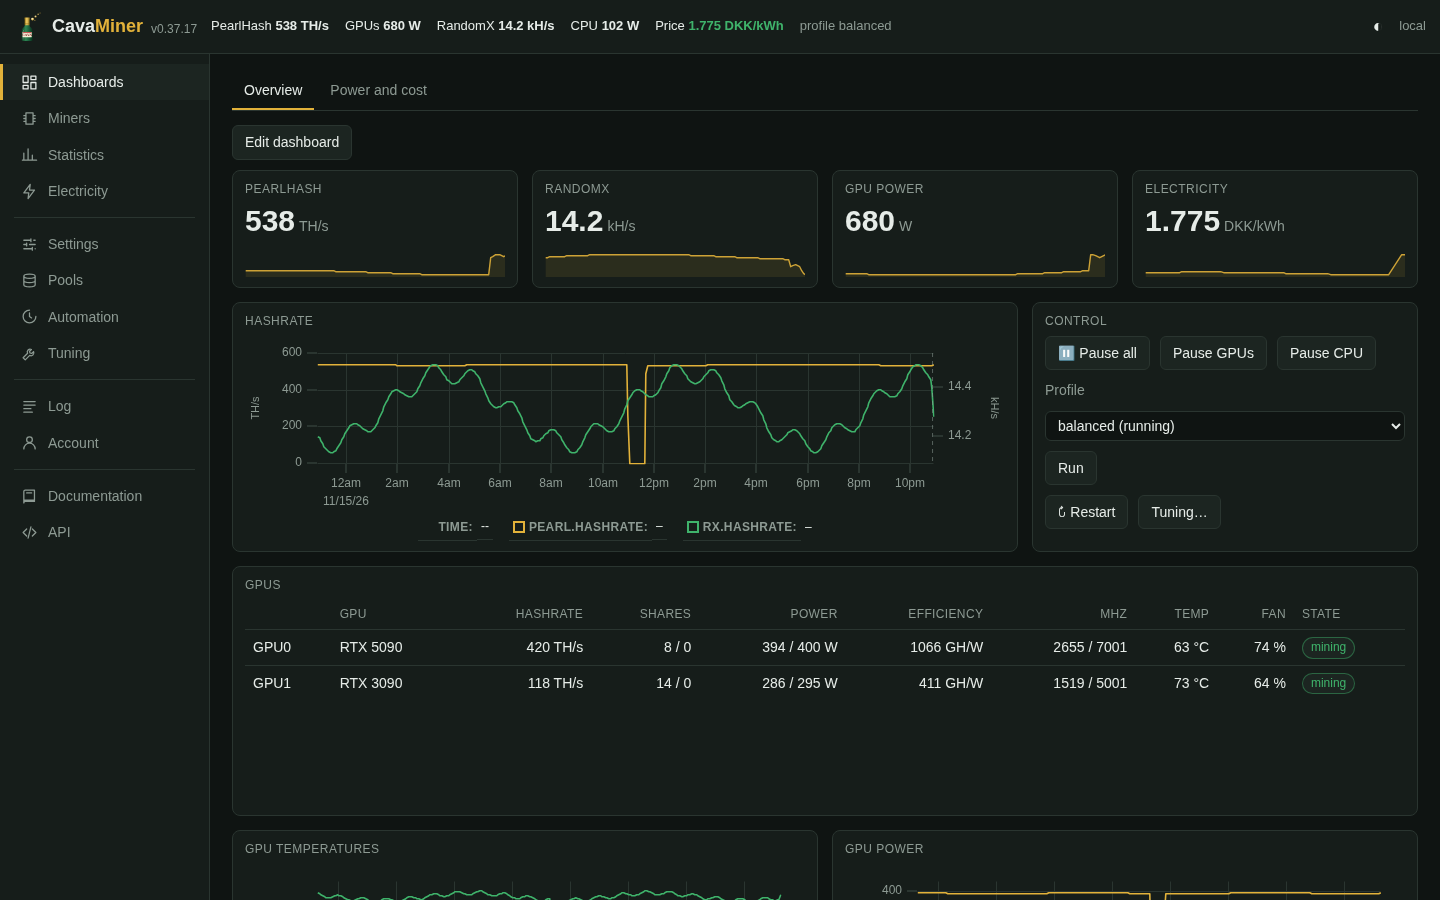 CavaMiner v0.37.17 PearlHash 538 TH/s GPUs 680 W RandomX 14.2 kH/s CPU 102 W Price 1.775 DKK/kWh profile balanced local
Dashboards
Miners
Statistics
Electricity
Settings
Pools
Automation
Tuning
Log
Account
Documentation
API
Overview Power and cost
Edit dashboard
PEARLHASH
538 TH/s
RANDOMX
14.2 kH/s
GPU POWER
680 W
ELECTRICITY
1.775 DKK/kWh
HASHRATE
TH/s
600
400
200
0
14.4
14.2
kH/s
12am 2am 4am 6am 8am 10am 12pm 2pm 4pm 6pm 8pm 10pm
11/15/26
TIME: -- PEARL.HASHRATE: – RX.HASHRATE: –
CONTROL
Pause all Pause GPUs Pause CPU
Profile
balanced (running)
Run
↻ Restart Tuning…
GPUS
GPU HASHRATE SHARES POWER EFFICIENCY MHZ TEMP FAN STATE
GPU0 RTX 5090 420 TH/s 8 / 0 394 / 400 W 1066 GH/W 2655 / 7001 63 °C 74 % mining
GPU1 RTX 3090 118 TH/s 14 / 0 286 / 295 W 411 GH/W 1519 / 5001 73 °C 64 % mining
GPU TEMPERATURES
GPU POWER
400